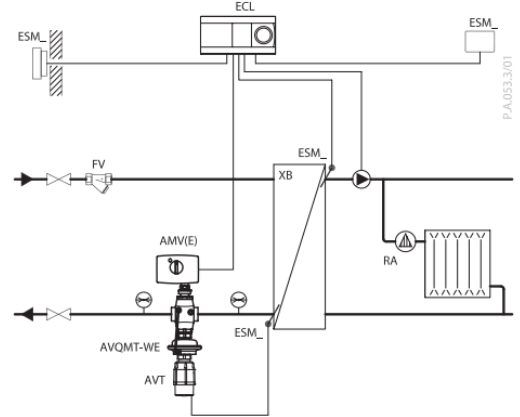 ECL
ESM_
ESM_
P.A.053.3/01
ESM_
FV
XB
AMV(E)
RA
ESM_
AVQMT-WE
AVT